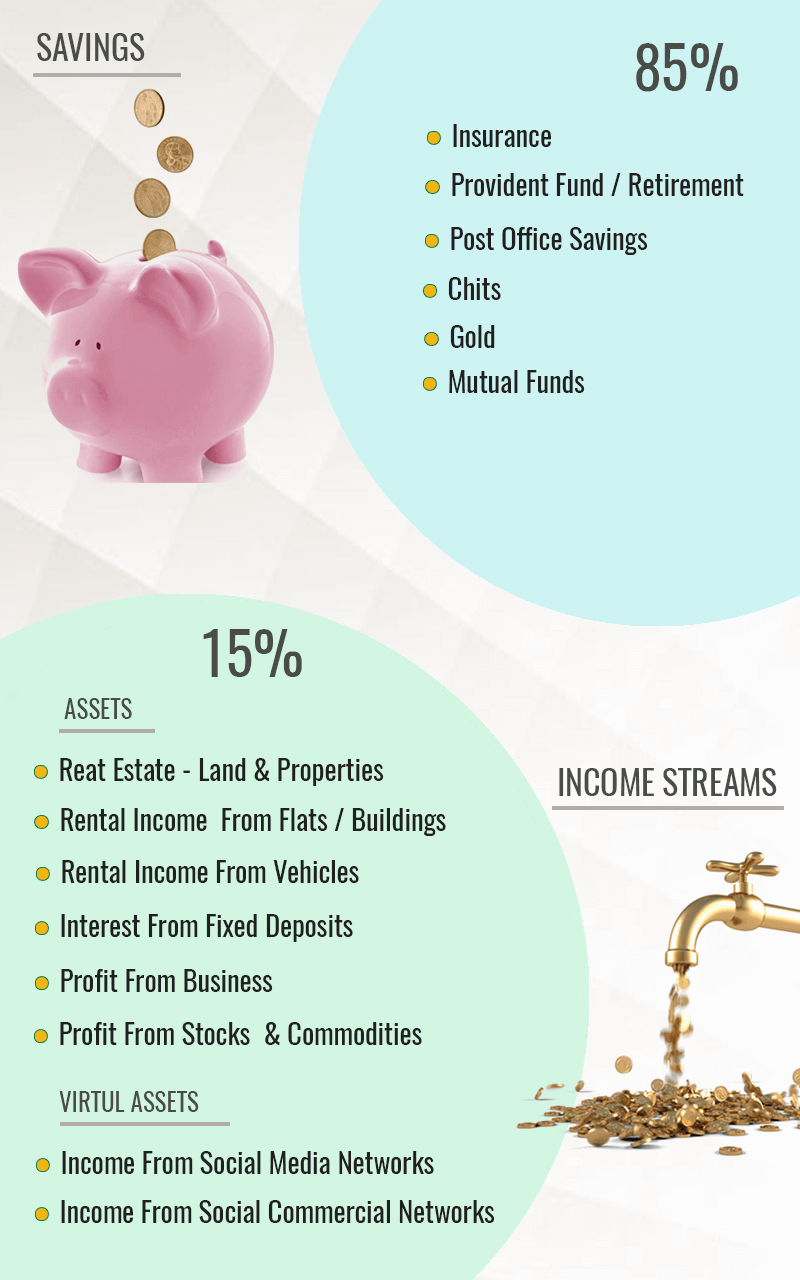 SAVINGS
85%
Insurance
Provident Fund / Retirement
Post Office Savings
Chits
Gold
Mutual Funds
15%
ASSETS
Reat Estate - Land & Properties
Rental Income From Flats / Buildings
Rental Income From Vehicles
Interest From Fixed Deposits
Profit From Business
Profit From Stocks & Commodities
INCOME STREAMS
VIRTUL ASSETS
Income From Social Media Networks
Income From Social Commercial Networks